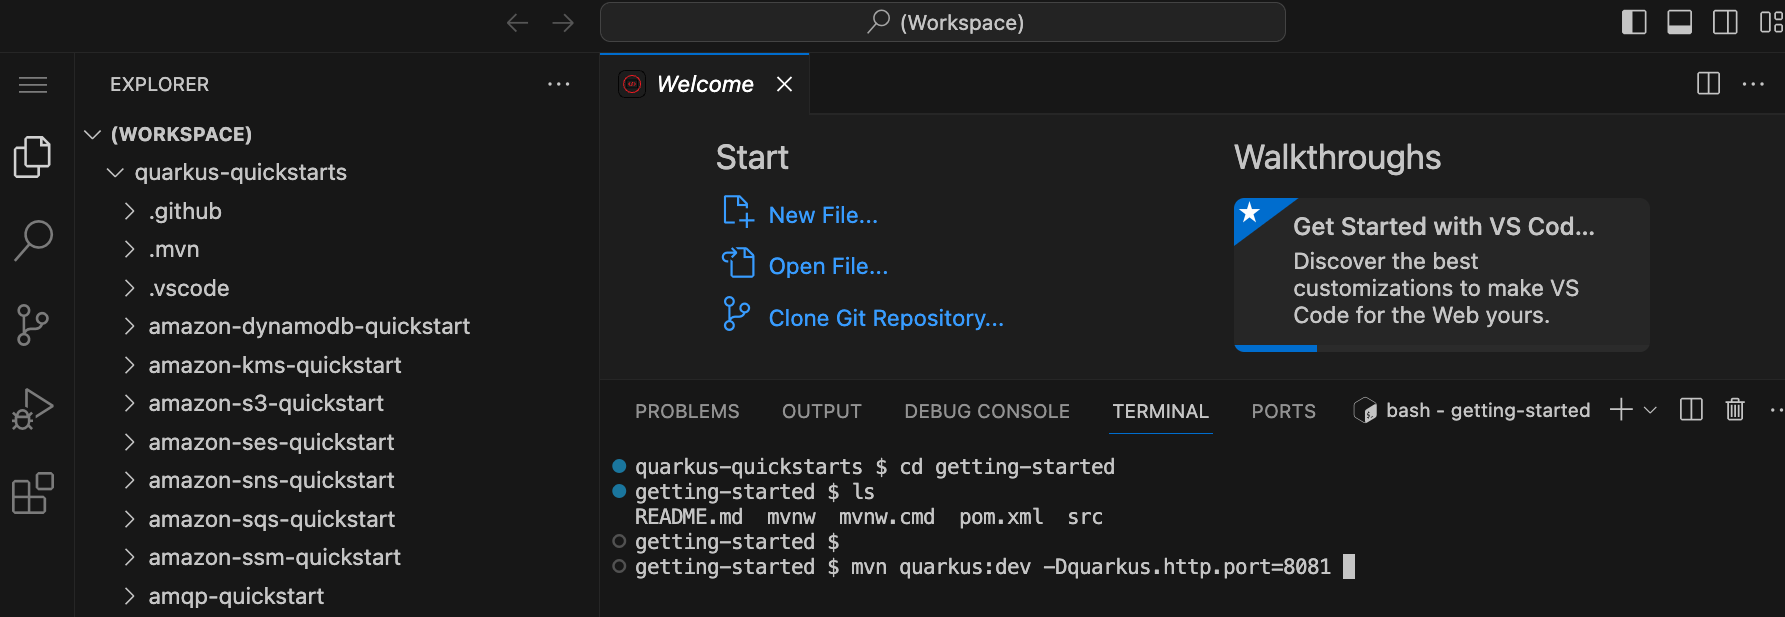 (Workspace)
EXPLORER
(WORKSPACE)
quarkus-quickstarts
.github
.mvn
.vscode
amazon-dynamodb-quickstart
amazon-kms-quickstart
amazon-s3-quickstart
amazon-ses-quickstart
amazon-sns-quickstart
amazon-sqs-quickstart
amazon-ssm-quickstart
amqp-quickstart
Welcome
Start
New File...
Open File...
Clone Git Repository...
Walkthroughs
Get Started with VS Cod...
Discover the best
customizations to make VS
Code for the Web yours.
PROBLEMS OUTPUT DEBUG CONSOLE TERMINAL PORTS bash - getting-started
quarkus-quickstarts $ cd getting-started
getting-started $ ls
README.md mvnw mvnw.cmd pom.xml src
getting-started $
getting-started $ mvn quarkus:dev -Dquarkus.http.port=8081